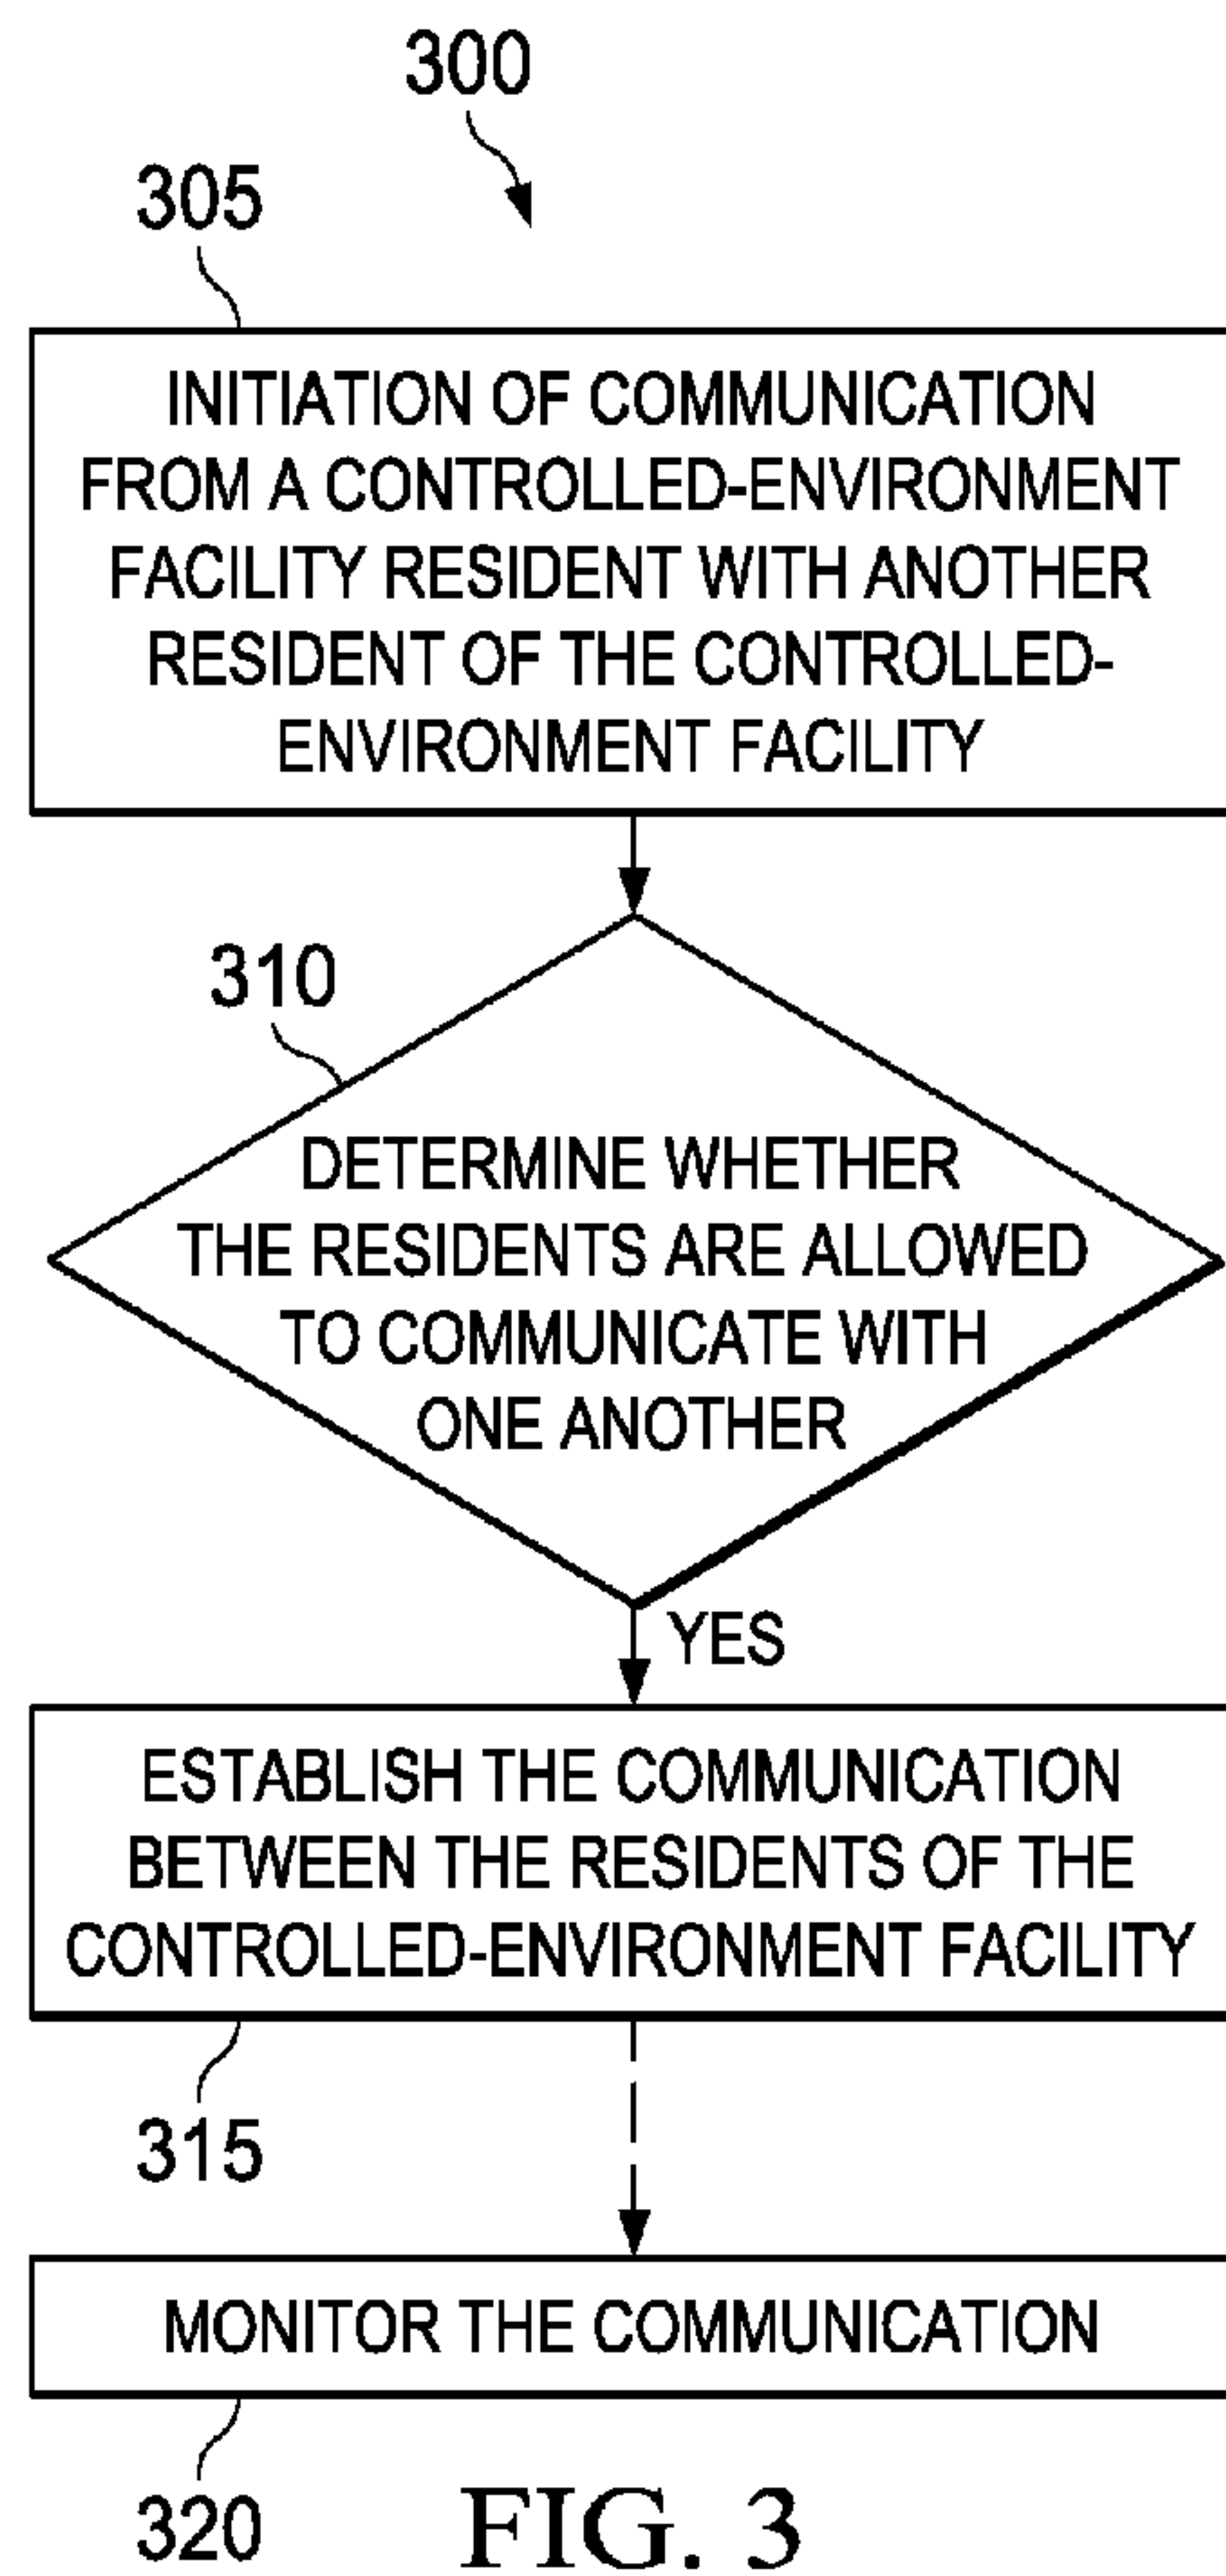 300
305
INITIATION OF COMMUNICATION
FROM A CONTROLLED-ENVIRONMENT
FACILITY RESIDENT WITH ANOTHER
RESIDENT OF THE CONTROLLED-
ENVIRONMENT FACILITY
310
DETERMINE WHETHER
THE RESIDENTS ARE ALLOWED
TO COMMUNICATE WITH
ONE ANOTHER
YES
ESTABLISH THE COMMUNICATION
BETWEEN THE RESIDENTS OF THE
CONTROLLED-ENVIRONMENT FACILITY
315
MONITOR THE COMMUNICATION
320
FIG. 3